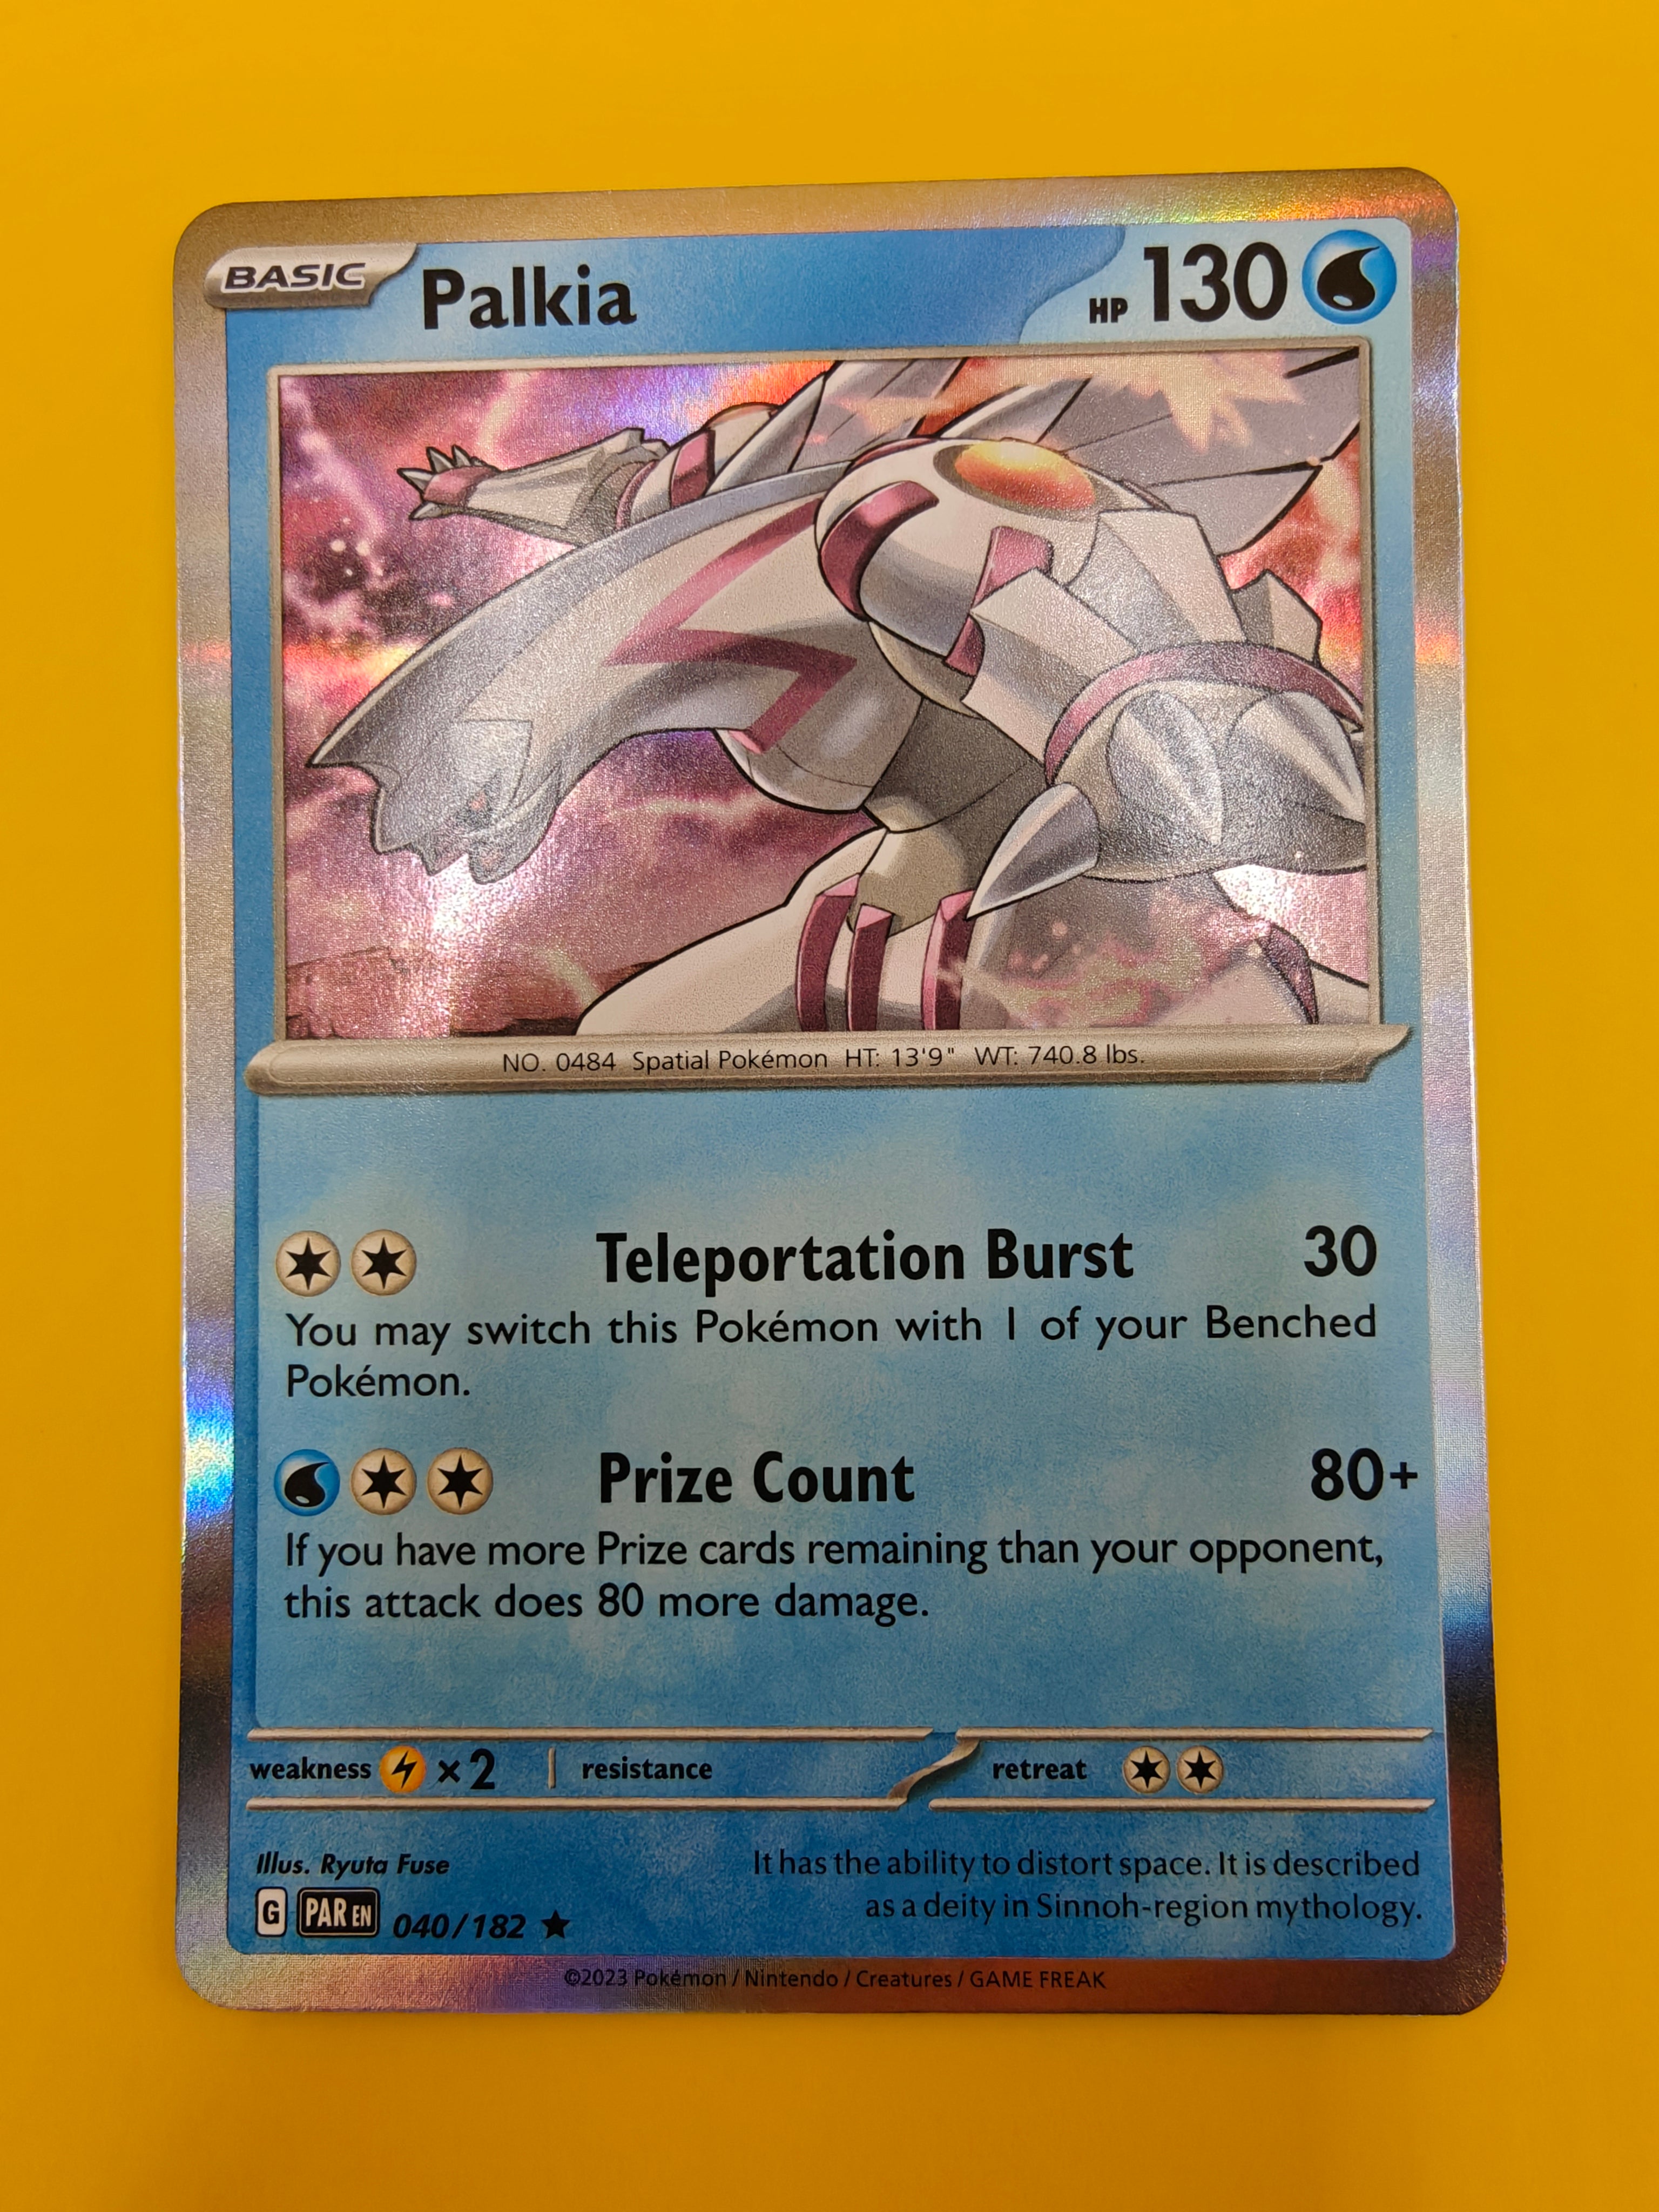 BASIC Palkia HP 130
NO. 0484 Spatial Pokémon HT: 13'9" WT: 740.8 lbs.
Teleportation Burst 30
You may switch this Pokémon with 1 of your Benched
Pokémon.
Prize Count 80+
If you have more Prize cards remaining than your opponent,
this attack does 80 more damage.
weakness ×2 | resistance retreat
Illus. Ryuta Fuse
It has the ability to distort space. It is described
as a deity in Sinnoh-region mythology.
G PAR EN 040/182 ★
©2023 Pokémon / Nintendo / Creatures / GAME FREAK